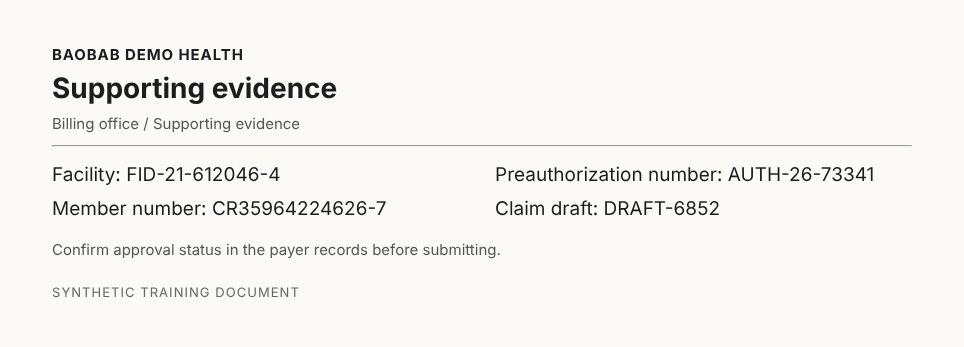 BAOBAB DEMO HEALTH
Supporting evidence
Billing office / Supporting evidence
Facility: FID-21-612046-4
Preauthorization number: AUTH-26-73341
Member number: CR35964224626-7
Claim draft: DRAFT-6852
Confirm approval status in the payer records before submitting.
SYNTHETIC TRAINING DOCUMENT